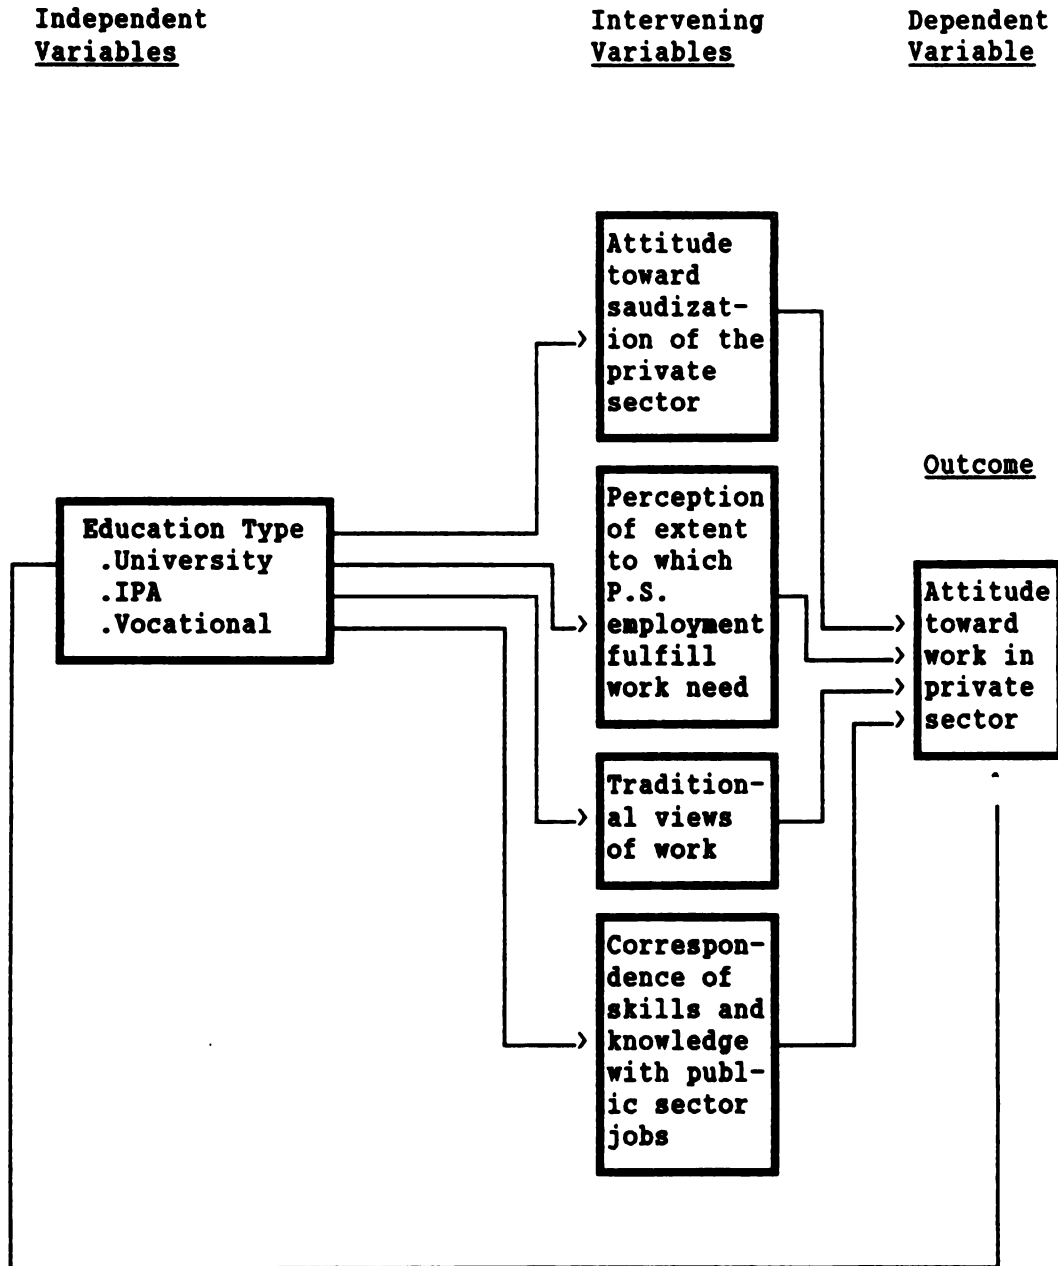 Independent
Variables
Intervening
Variables
Dependent
Variable
Attitude
toward
saudizat-
ion of the
private
sector
Education Type
.University
.IPA
.Vocational
Perception
of extent
to which
P.S.
employment
fulfill
work need
Tradition-
al views
of work
Correspon-
dence of
skills and
knowledge
with publ-
ic sector
jobs
Outcome
Attitude
toward
work in
private
sector